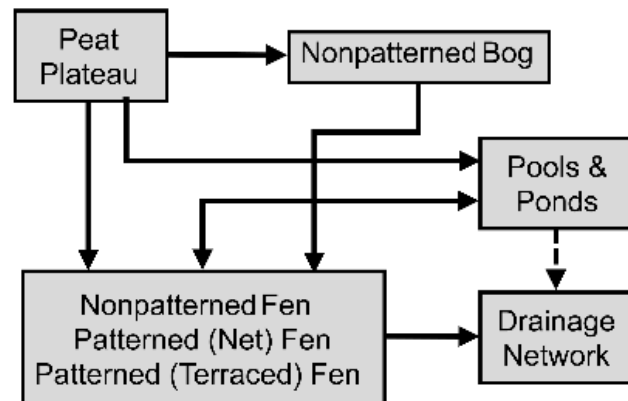 Peat
Plateau
Nonpatterned Bog
Pools &
Ponds
Nonpatterned Fen
Patterned (Net) Fen
Patterned (Terraced) Fen
Drainage
Network